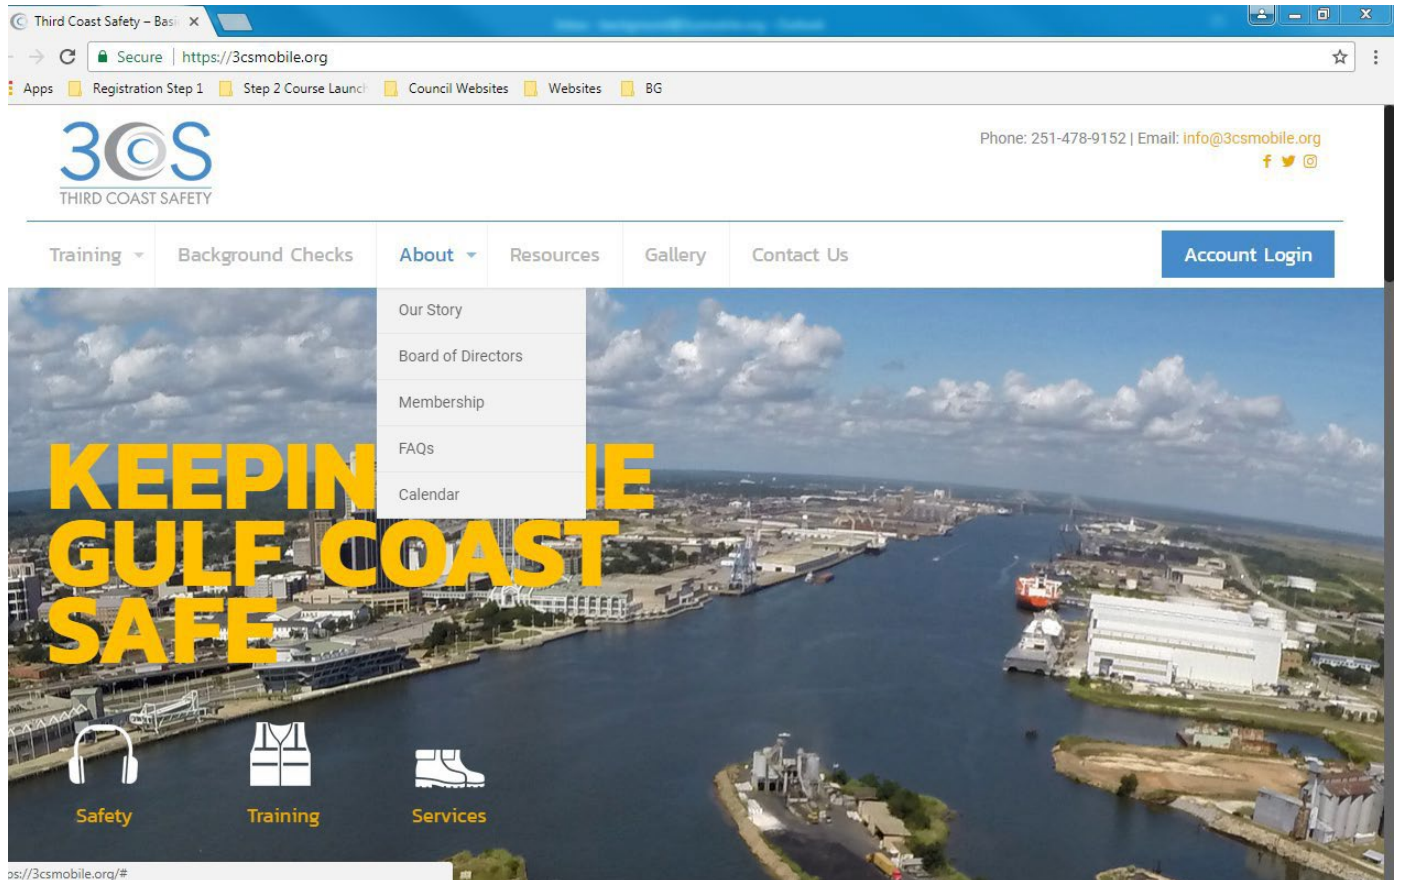 Third Coast Safety – Basi
Secure | https://3csmobile.org
Apps Registration Step 1 Step 2 Course Launch Council Websites Websites BG
3CS
THIRD COAST SAFETY
Phone: 251-478-9152 | Email: info@3csmobile.org
Training Background Checks About Resources Gallery Contact Us Account Login
Our Story
Board of Directors
Membership
FAQs
Calendar
KEEPIN HE
GULF COAST
SAFE
Safety Training Services
ps://3csmobile.org/#